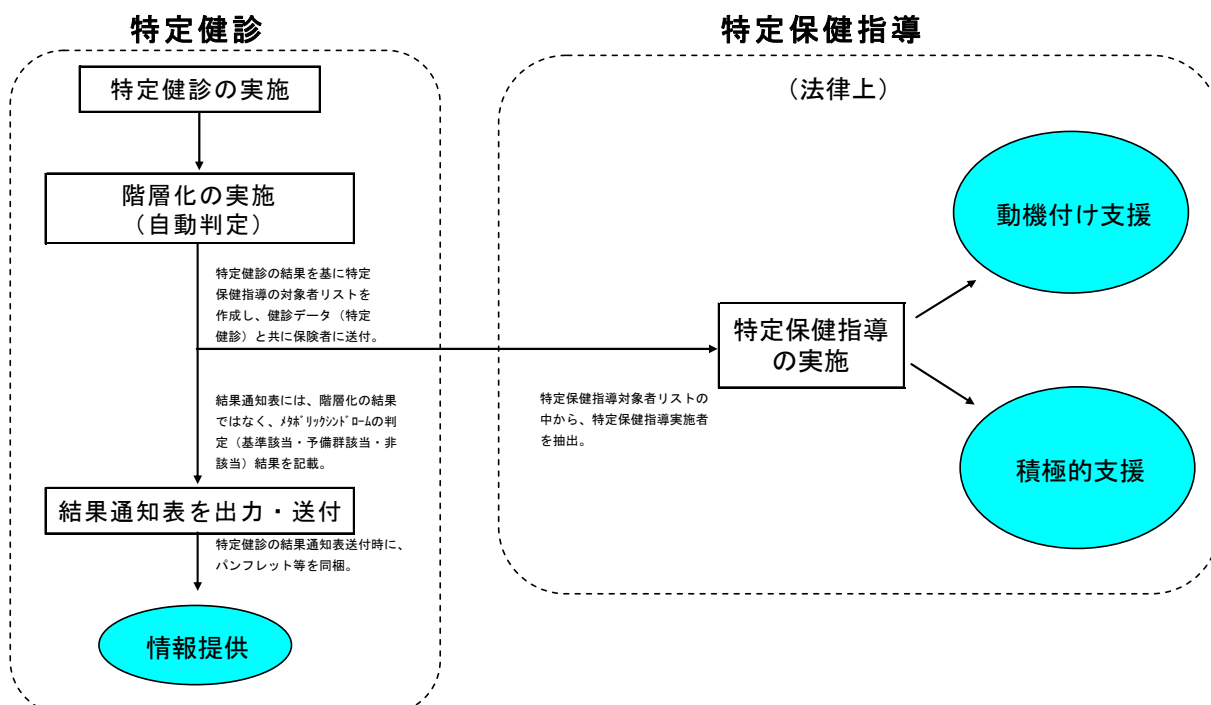 特定健診
特定健診の実施
階層化の実施
（自動判定）
特定健診の結果を基に特定
保健指導の対象者リストを
作成し、健診データ（特定
健診）と共に保険者に送付。
結果通知表には、階層化の結果
ではなく、ﾒﾀﾎﾞﾘｯｸｼﾝﾄﾞﾛｰﾑの判
定（基準該当・予備群該当・非
該当）結果を記載。
結果通知表を出力・送付
特定健診の結果通知表送付時に、
パンフレット等を同梱。
情報提供
特定保健指導
（法律上）
動機付け支援
特定保健指導
の実施
特定保健指導対象者リストの
中から、特定保健指導実施者
を抽出。
積極的支援